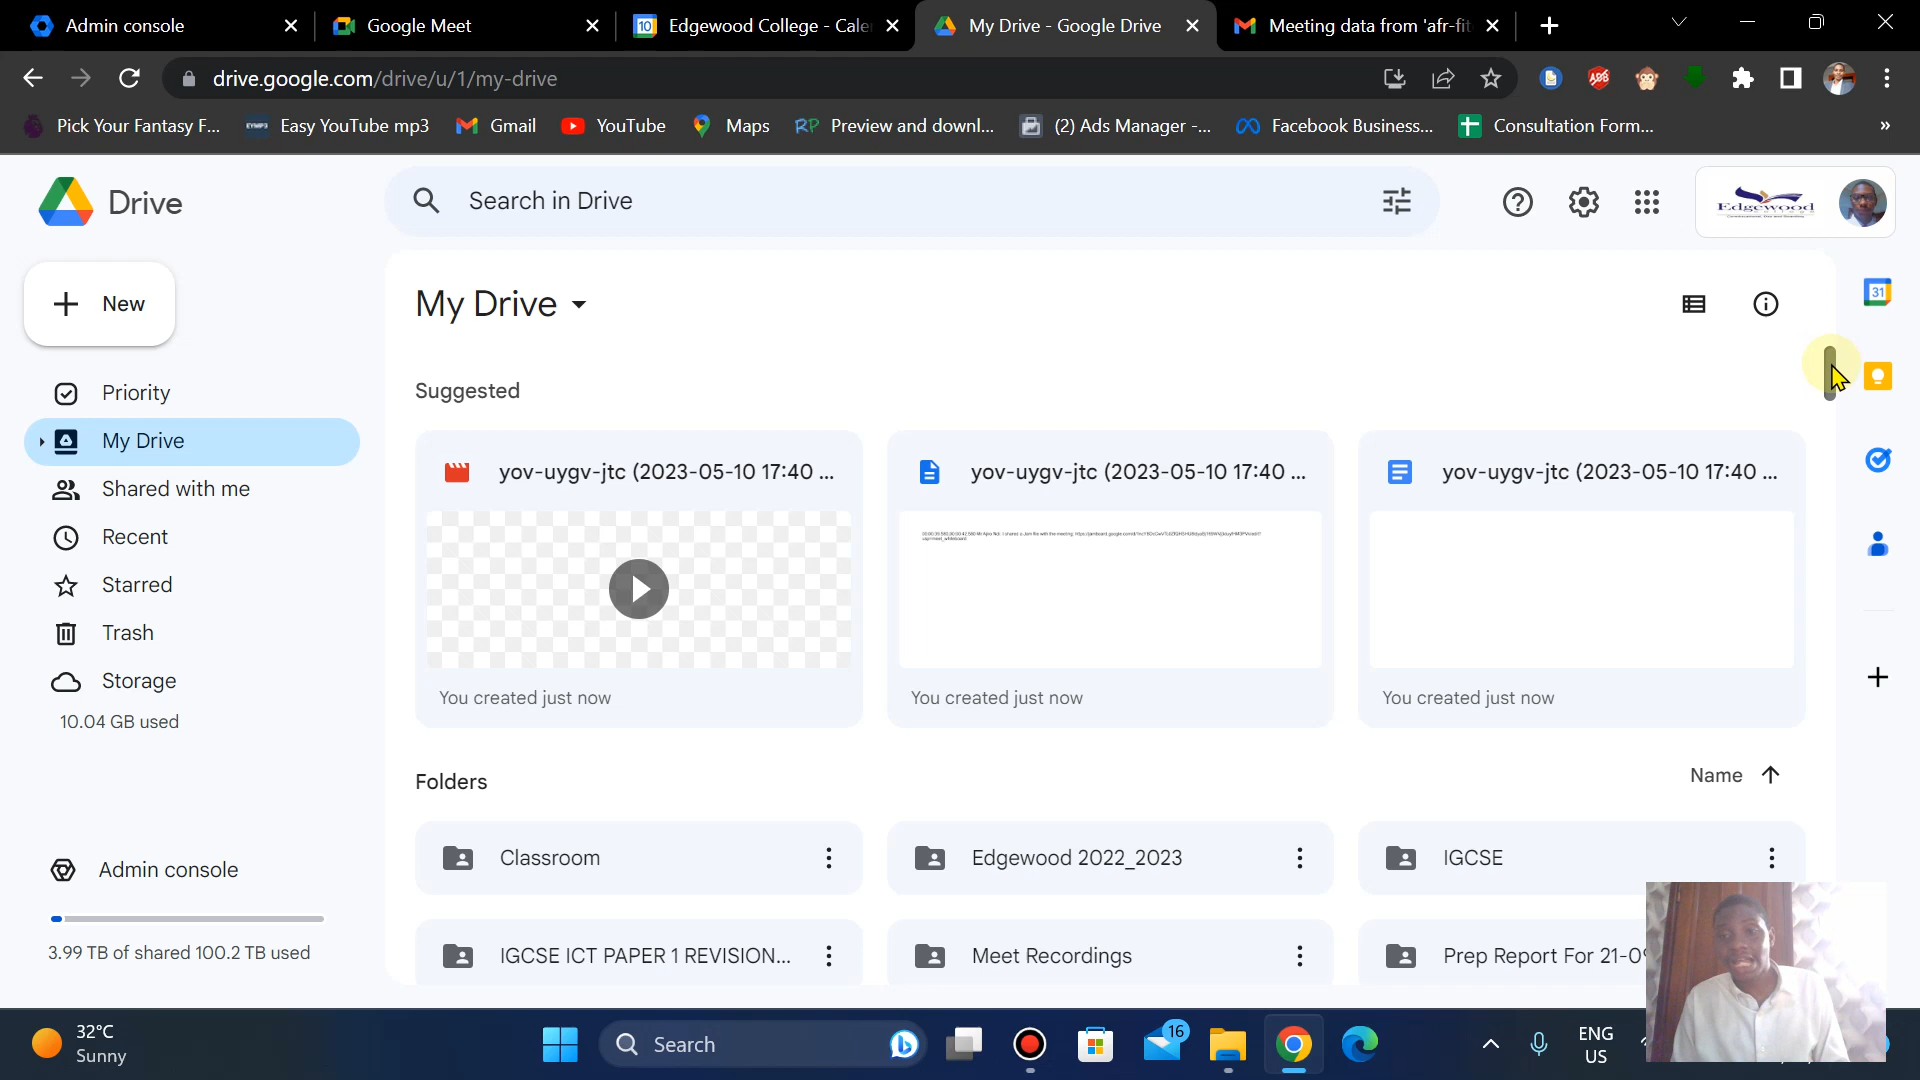 Admin console
Google Meet
Edgewood College - Cale
My Drive - Google Drive
Meeting data from 'afr-fit
drive.google.com/drive/u/1/my-drive
Pick Your Fantasy F...
Easy YouTube mp3
Gmail
YouTube
Maps
Preview and downl...
(2) Ads Manager -...
Facebook Business...
Consultation Form...
»
Drive
Search in Drive
Edgewood
New
My Drive
Priority
My Drive
Shared with me
Recent
Starred
Trash
Storage
10.04 GB used
Admin console
3.99 TB of shared 100.2 TB used
Suggested
yov-uygv-jtc (2023-05-10 17:40 ...
yov-uygv-jtc (2023-05-10 17:40 ...
yov-uygv-jtc (2023-05-10 17:40 ...
You created just now
You created just now
You created just now
Folders
Name
Classroom
Edgewood 2022_2023
IGCSE
IGCSE ICT PAPER 1 REVISION...
Meet Recordings
Prep Report For 21-0
31
32°C
Sunny
Search
16
ENG
US